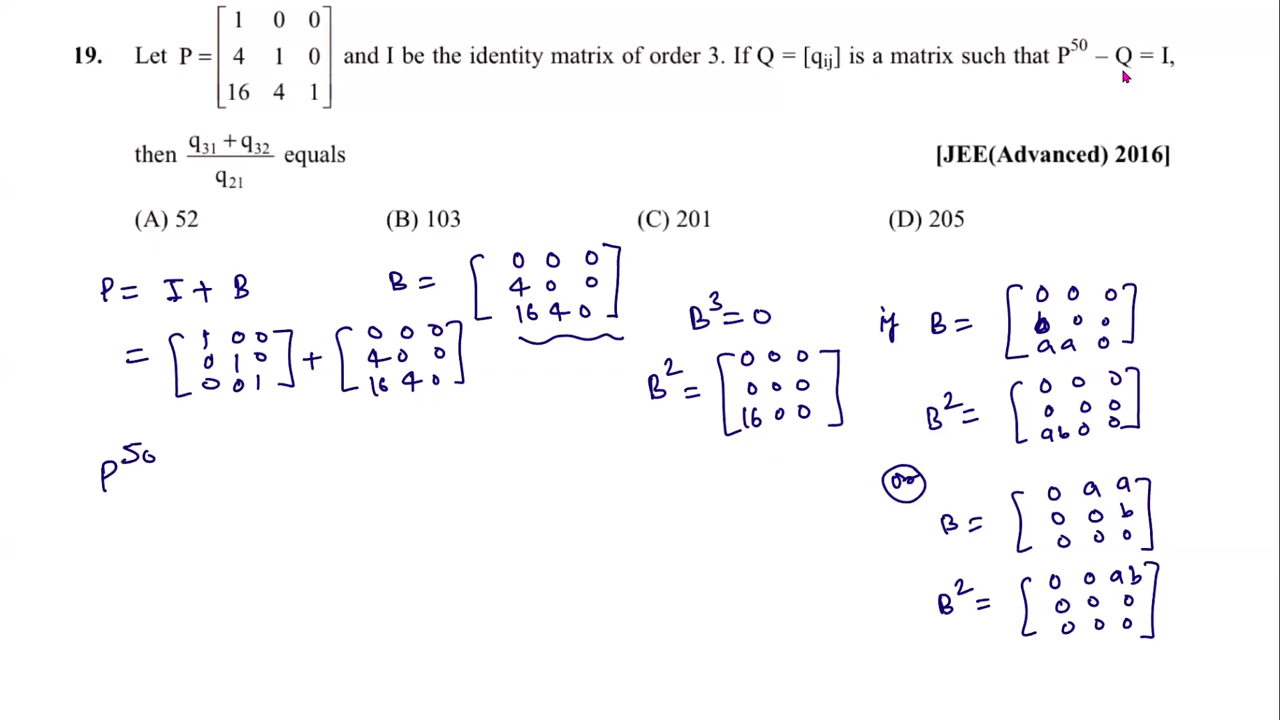 19. Let P = [1 0 0; 4 1 0; 16 4 1] and I be the identity matrix of order 3. If Q = [qij] is a matrix such that P^50 – Q = I,
then (q31 + q32)/q21 equals
[JEE(Advanced) 2016]
(A) 52 (B) 103 (C) 201 (D) 205
P = I + B
B = [0 0 0; 4 0 0; 16 4 0]
= [1 0 0; 0 1 0; 0 0 1] + [0 0 0; 4 0 0; 16 4 0]
P^50
B^3 = 0
B^2 = [0 0 0; 0 0 0; 16 0 0]
if B = [0 0 0; b 0 0; a a 0]
B^2 = [0 0 0; 0 0 0; ab 0 0]
or
B = [0 a a; 0 0 b; 0 0 0]
B^2 = [0 0 ab; 0 0 0; 0 0 0]